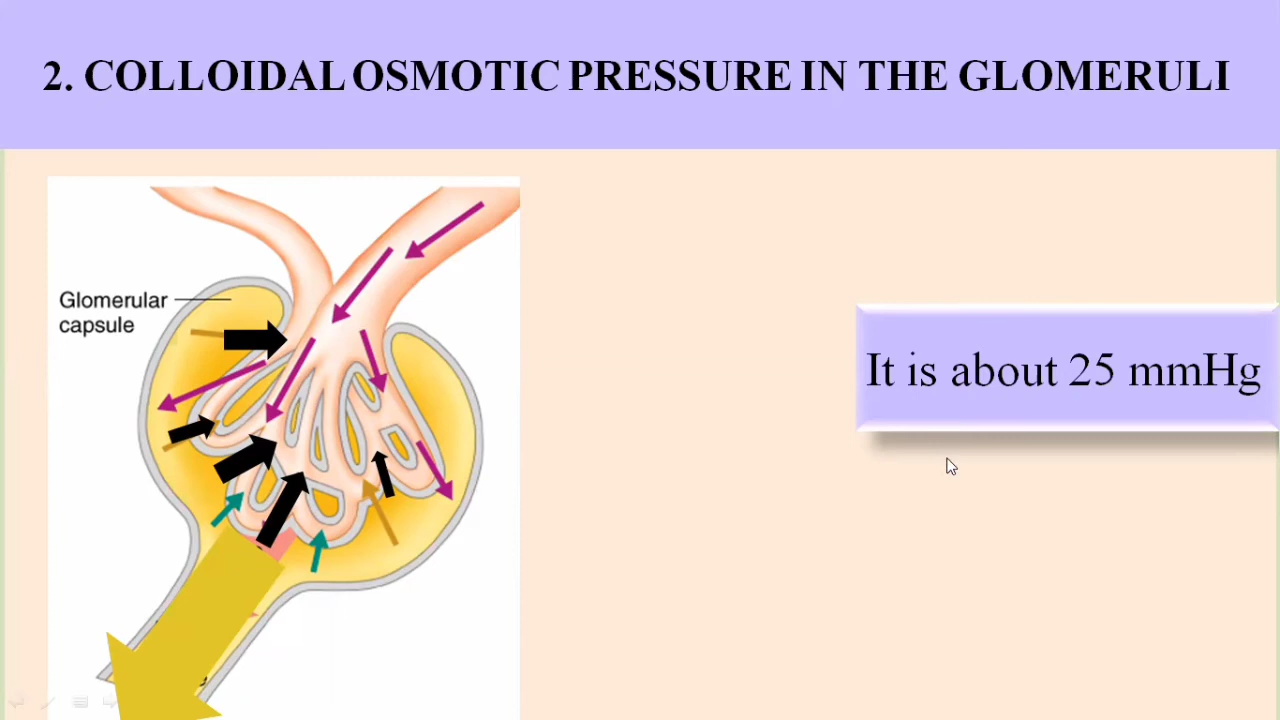 2. COLLOIDAL OSMOTIC PRESSURE IN THE GLOMERULI
Glomerular
capsule
It is about 25 mmHg